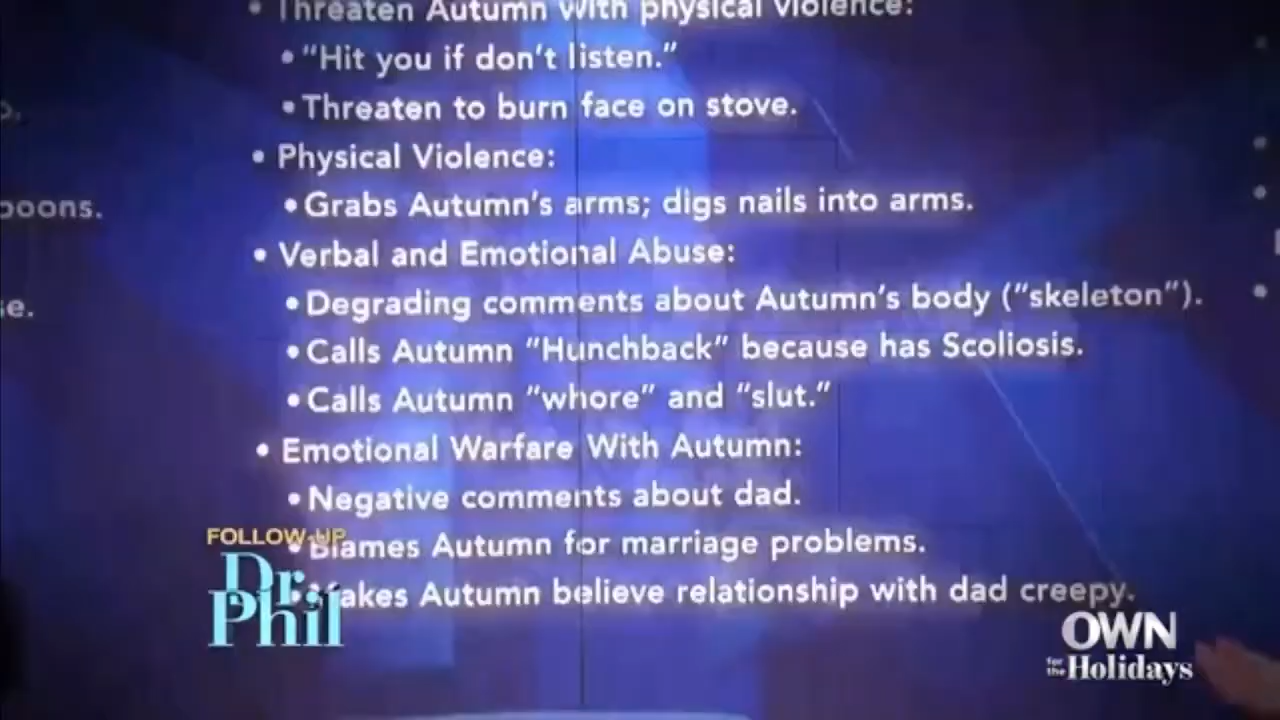 • Threaten Autumn with physical violence:
• “Hit you if don’t listen.”
• Threaten to burn face on stove.
• Physical Violence:
poons.
• Grabs Autumn’s arms; digs nails into arms.
• Verbal and Emotional Abuse:
se.
• Degrading comments about Autumn’s body (“skeleton”).
• Calls Autumn “Hunchback” because has Scoliosis.
• Calls Autumn “whore” and “slut.”
• Emotional Warfare With Autumn:
• Negative comments about dad.
• Blames Autumn for marriage problems.
• Makes Autumn believe relationship with dad creepy.
FOLLOW-UP
Dr.
Phil
OWN
for the Holidays